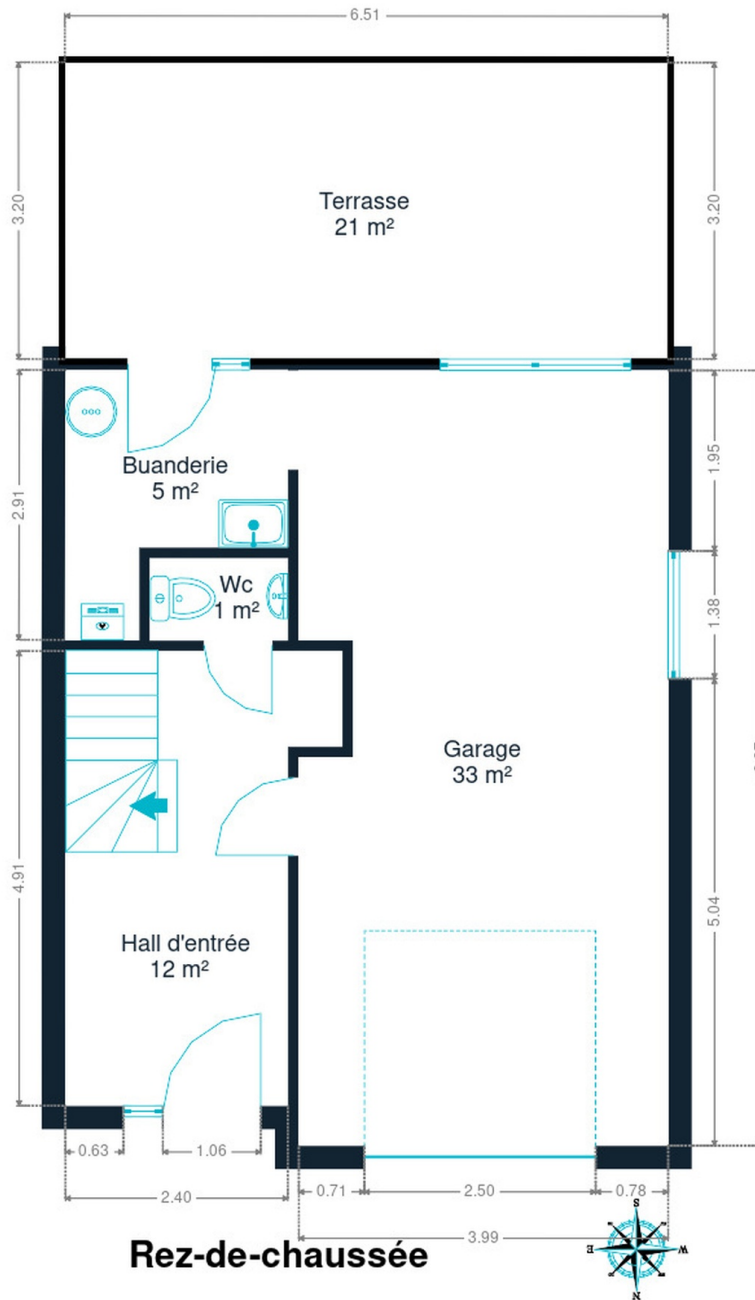 6.51
3.20
3.20
Terrasse
21 m²
Buanderie
5 m²
2.91
1.95
Wc
1 m²
1.38
Garage
33 m²
4.91
5.04
Hall d'entrée
12 m²
0.63
1.06
2.40
0.71
2.50
0.78
3.99
Rez-de-chaussée
S
E
W
N